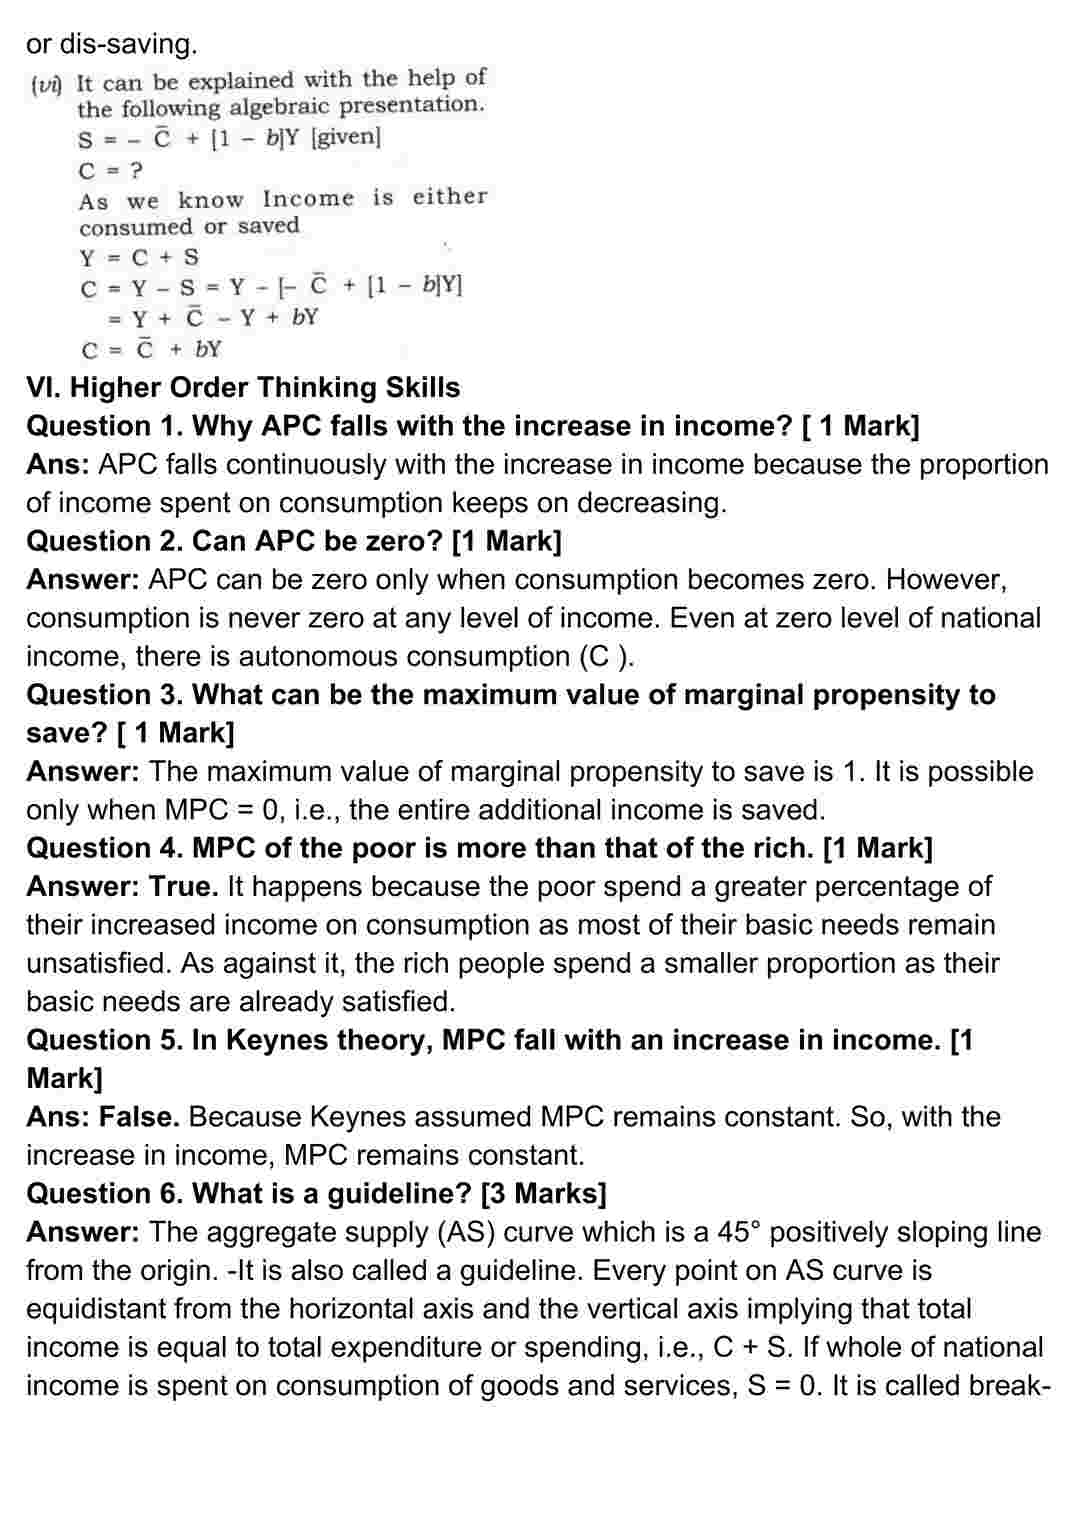 or dis-saving.
(vi) It can be explained with the help of
the following algebraic presentation.
S = – C̅ + [1 – b]Y [given]
C = ?
As we know Income is either
consumed or saved
Y = C + S
C = Y – S = Y – [– C̅ + [1 – b]Y]
= Y + C̅ – Y + bY
C = C̅ + bY
VI. Higher Order Thinking Skills
Question 1. Why APC falls with the increase in income? [ 1 Mark]
Ans: APC falls continuously with the increase in income because the proportion
of income spent on consumption keeps on decreasing.
Question 2. Can APC be zero? [1 Mark]
Answer: APC can be zero only when consumption becomes zero. However,
consumption is never zero at any level of income. Even at zero level of national
income, there is autonomous consumption (C ).
Question 3. What can be the maximum value of marginal propensity to
save? [ 1 Mark]
Answer: The maximum value of marginal propensity to save is 1. It is possible
only when MPC = 0, i.e., the entire additional income is saved.
Question 4. MPC of the poor is more than that of the rich. [1 Mark]
Answer: True. It happens because the poor spend a greater percentage of
their increased income on consumption as most of their basic needs remain
unsatisfied. As against it, the rich people spend a smaller proportion as their
basic needs are already satisfied.
Question 5. In Keynes theory, MPC fall with an increase in income. [1
Mark]
Ans: False. Because Keynes assumed MPC remains constant. So, with the
increase in income, MPC remains constant.
Question 6. What is a guideline? [3 Marks]
Answer: The aggregate supply (AS) curve which is a 45° positively sloping line
from the origin. -It is also called a guideline. Every point on AS curve is
equidistant from the horizontal axis and the vertical axis implying that total
income is equal to total expenditure or spending, i.e., C + S. If whole of national
income is spent on consumption of goods and services, S = 0. It is called break-